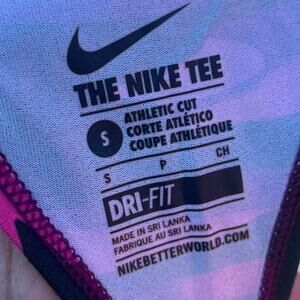 THE NIKE TEE
S
ATHLETIC CUT
CORTE ATLÉTICO
COUPE ATHLÉTIQUE
S P CH
DRI-FIT
MADE IN SRI LANKA
FABRIQUÉ AU SRI LANKA
NIKEBETTERWORLD.COM